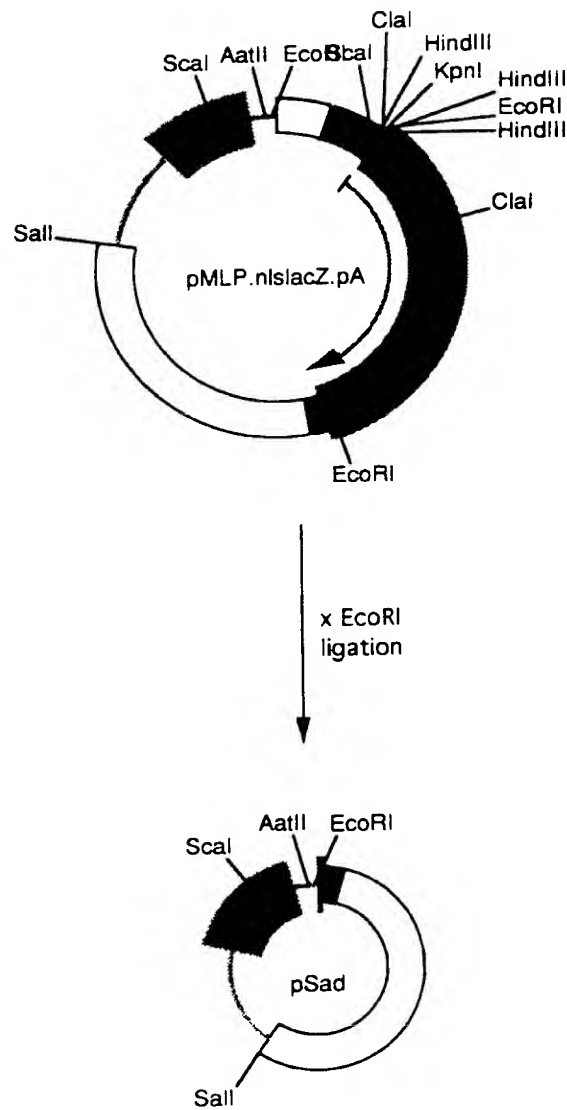 ClaI
HindIII
KpnI
HindIII
EcoRI
HindIII
ScaI
AatII
ClaI
SalI
pMLP.nlslacZ.pA
EcoRI
x EcoRI
ligation
AatII
EcoRI
ScaI
pSad
SalI